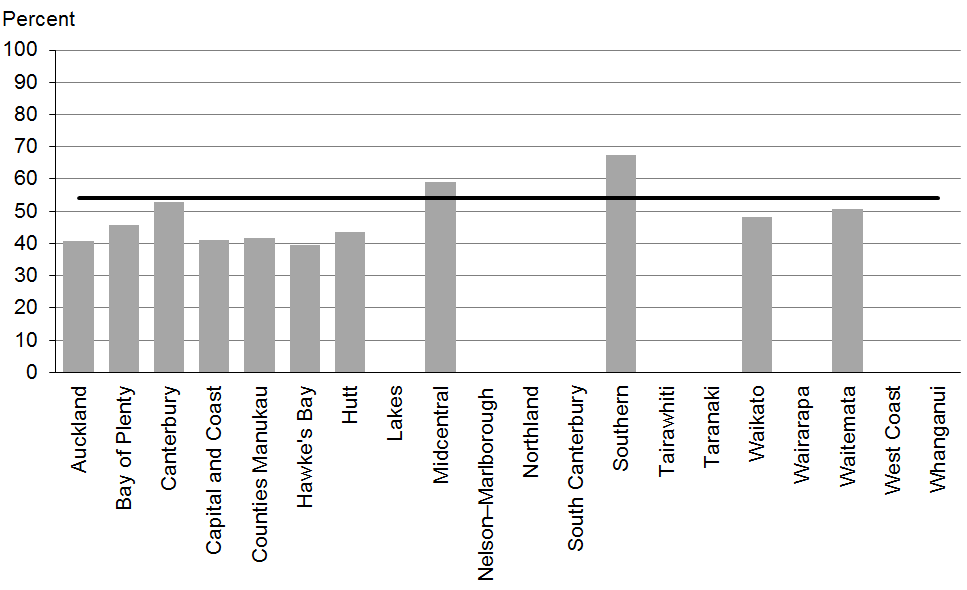 Percent
100
90
80
70
60
50
40
30
20
10
0
Auckland
Bay of Plenty
Canterbury
Capital and Coast
Counties Manukau
Hawke's Bay
Hutt
Lakes
Midcentral
Nelson–Marlborough
Northland
South Canterbury
Southern
Tairawhiti
Taranaki
Waikato
Wairarapa
Waitemata
West Coast
Whanganui